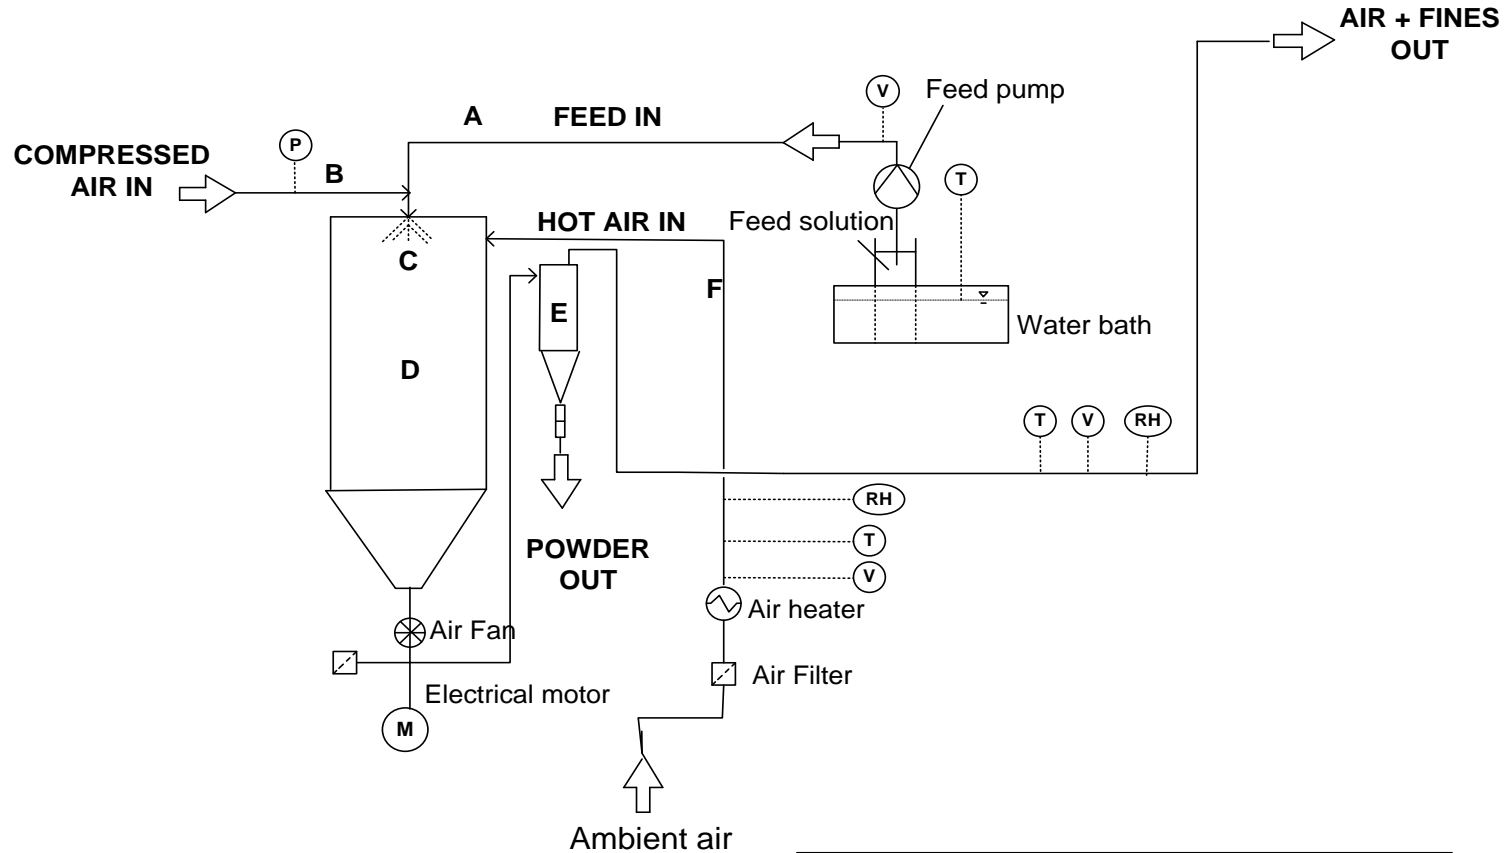 AIR + FINES
OUT
V
Feed pump
A
FEED IN
P
COMPRESSED
AIR IN
B
T
HOT AIR IN
Feed solution
C
F
E
Water bath
D
T
V
RH
RH
POWDER
OUT
T
V
Air heater
Air Fan
Air Filter
Electrical motor
M
Ambient air